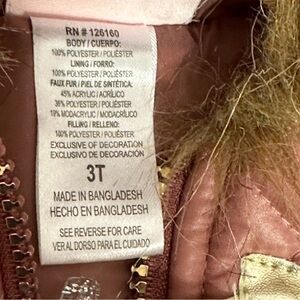 RN # 126160
BODY / CUERPO:
100% POLYESTER / POLIÉSTER
LINING / FORRO:
100% POLYESTER / POLIÉSTER
FAUX FUR / PIEL DE SINTÉTICA:
45% ACRYLIC / ACRÓLICO
36% POLYESTER / POLIÉSTER
19% MODACRYLIC / MODACRÓLICO
FILLING / RELLENO:
100% POLYESTER / POLIÉSTER
EXCLUSIVE OF DECORATION
EXCLUSIVO DE DECORACIÓN
3T
MADE IN BANGLADESH
HECHO EN BANGLADESH
SEE REVERSE FOR CARE
VER AL DORSO PARA EL CUIDADO